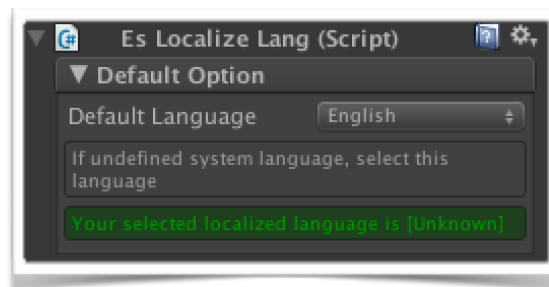 Es Localize Lang (Script)
Default Option
Default Language English
If undefined system language, select this
language
Your selected localized language is [Unknown]